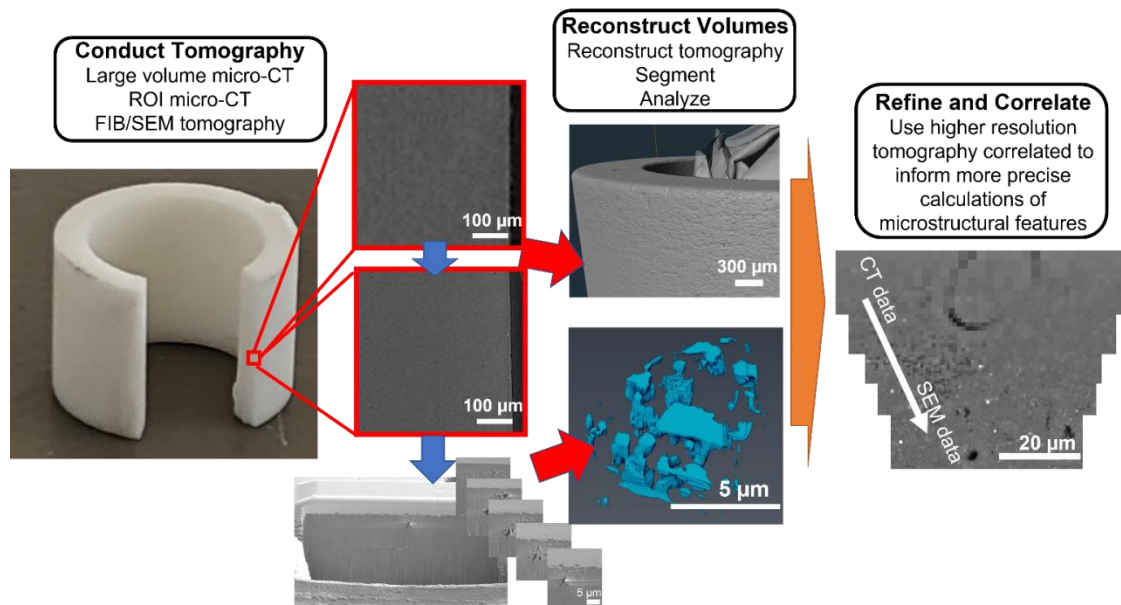 Conduct Tomography
Large volume micro-CT
ROI micro-CT
FIB/SEM tomography
100 µm
100 µm
5 µm
Reconstruct Volumes
Reconstruct tomography
Segment
Analyze
300 µm
5 µm
Refine and Correlate
Use higher resolution
tomography correlated to
inform more precise
calculations of
microstructural features
CT data
SEM data
20 µm